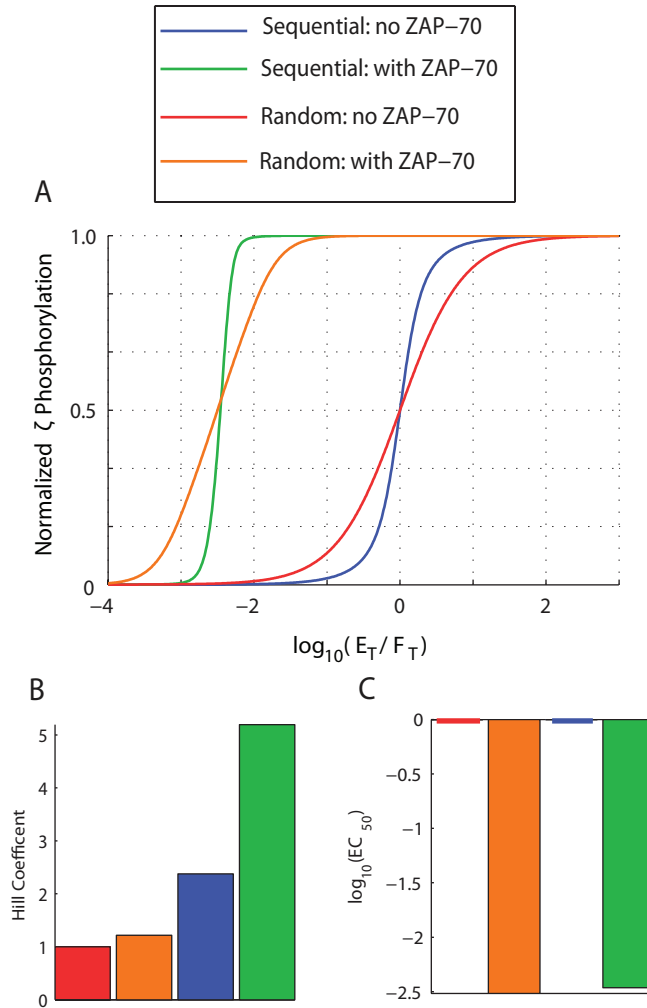 Sequential: no ZAP–70
Sequential: with ZAP–70
Random: no ZAP–70
Random: with ZAP–70
A
1.0
0.5
0
Normalized ζ Phosphorylation
−4
−2
0
2
log10(ET/FT)
B
5
4
3
2
1
0
Hill Coefficent
C
0
−0.5
−1
−1.5
−2
−2.5
log10(EC50)